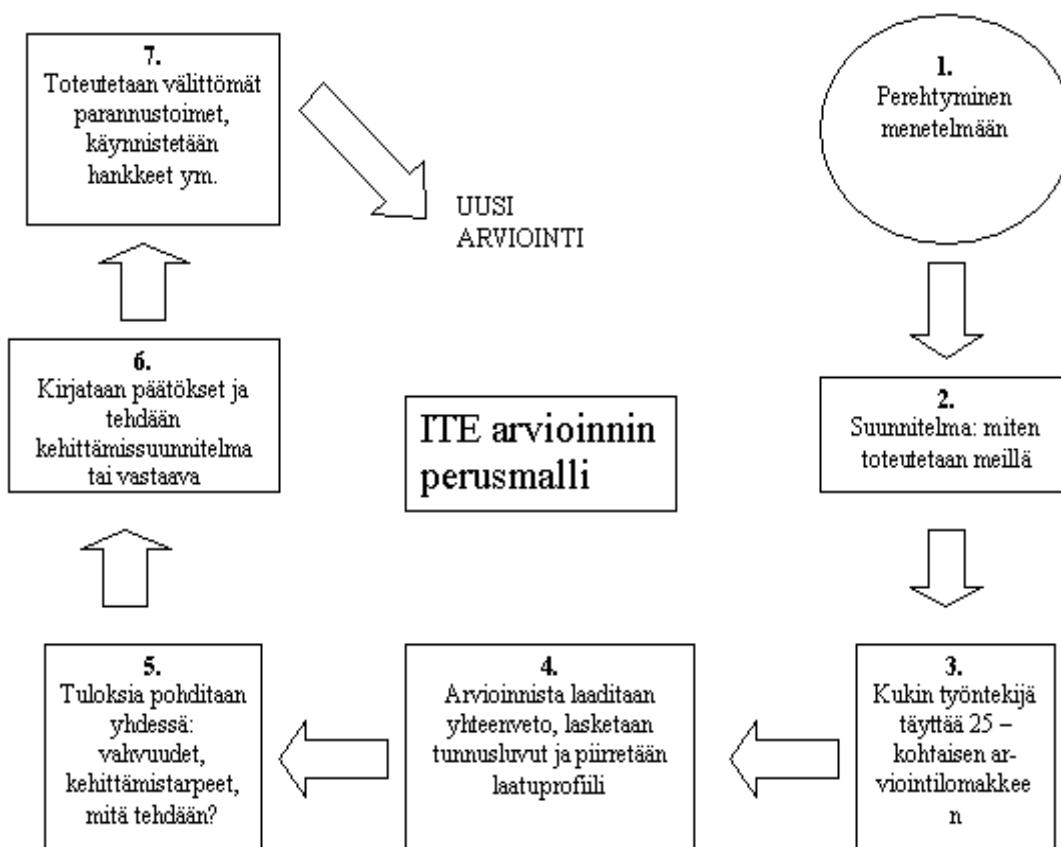 1.
Perehtyminen
menetelmään
2.
Suunnitelma: miten
toteutetaan meillä
3.
Kukin työntekijä
täyttää 25 –
kohtaisen ar-
viointilomakkee
n
4.
Arvioinnista laaditaan
yhteenveto, lasketaan
tunnusluvut ja piirretään
laatuprofiili
5.
Tuloksia pohditaan
yhdessä:
vahvuudet,
kehittämistarpeet,
mitä tehdään?
6.
Kirjataan päätökset ja
tehdään
kehittämissuunnitelma
tai vastaava
7.
Toteutetaan välittömät
parannustoimet,
käynnistetään
hankkeet ym.
UUSI
ARVIOINTI
ITE arvioinnin
perusmalli